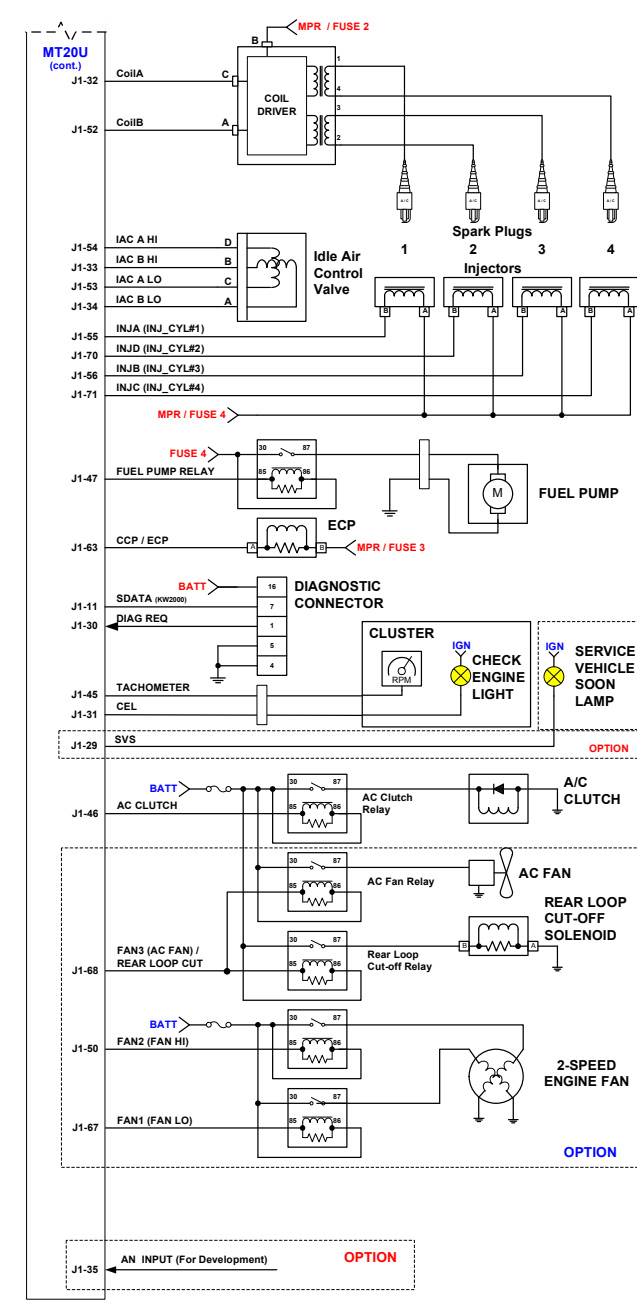 MPR / FUSE 2
MT20U
(cont.)
B
J1-32 CoilA C
COIL
DRIVER
1
4
3
2
J1-52 CoilB A
A/C A/C A/C A/C
Spark Plugs
1 2 3 4
J1-54 IAC A HI D
J1-33 IAC B HI B
J1-53 IAC A LO C
J1-34 IAC B LO A
Idle Air
Control
Valve
Injectors
B A B A B A B A
J1-55 INJA (INJ_CYL#1)
J1-70 INJD (INJ_CYL#2)
J1-56 INJB (INJ_CYL#3)
J1-71 INJC (INJ_CYL#4)
MPR / FUSE 4
FUSE 4
30 87
85 86
J1-47 FUEL PUMP RELAY
M
FUEL PUMP
ECP
J1-63 CCP / ECP A B MPR / FUSE 3
BATT 16
J1-11 SDATA (KW2000) 7
J1-30 DIAG REQ 1
5
4
DIAGNOSTIC
CONNECTOR
CLUSTER
RPM
IGN
CHECK
ENGINE
LIGHT
IGN
SERVICE
VEHICLE
SOON
LAMP
J1-45 TACHOMETER
J1-31 CEL
J1-29 SVS
OPTION
BATT
30 87
85 86
J1-46 AC CLUTCH
AC Clutch
Relay
A/C
CLUTCH
30 87
85 86
AC Fan Relay
AC FAN
REAR LOOP
CUT-OFF
SOLENOID
B A
30 87
85 86
J1-68 FAN3 (AC FAN) /
REAR LOOP CUT
Rear Loop
Cut-off Relay
BATT
30 87
85 86
J1-50 FAN2 (FAN HI)
2-SPEED
ENGINE FAN
30 87
85 86
J1-67 FAN1 (FAN LO)
OPTION
J1-35 AN INPUT (For Development)
OPTION